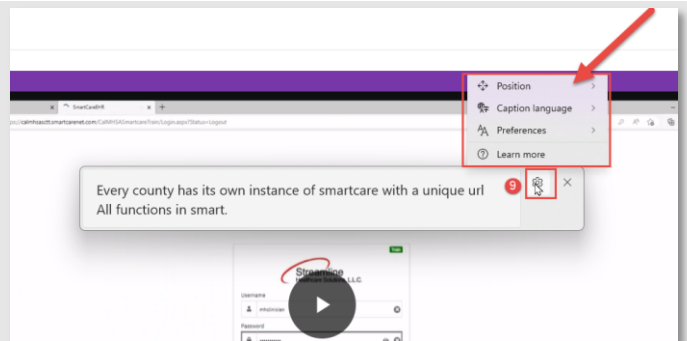 Position
SmartCareEHR
Caption language
Preferences
Learn more
Every county has its own instance of smartcare with a unique url
All functions in smart.
9
Streamline
Healthcare Solutions, L.L.C.
Username
mhclinician
Password